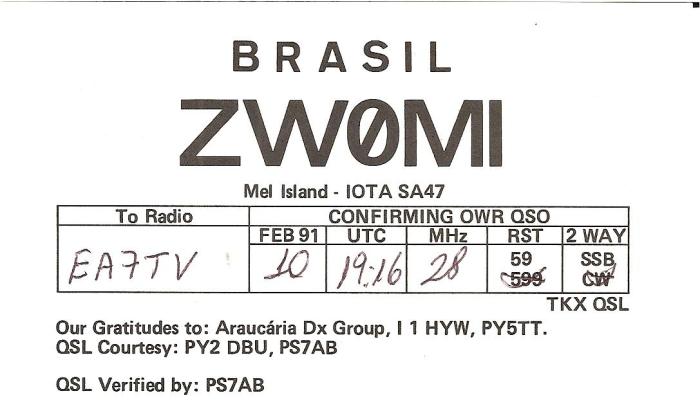 BRASIL
ZWØMI
Mel Island - IOTA SA47
To Radio CONFIRMING OWR QSO
FEB 91 UTC MHz RST 2 WAY
EA7TV 10 19:16 28 59 SSB
599 CW
TKX QSL
Our Gratitudes to: Araucária Dx Group, I 1 HYW, PY5TT.
QSL Courtesy: PY2 DBU, PS7AB
QSL Verified by: PS7AB